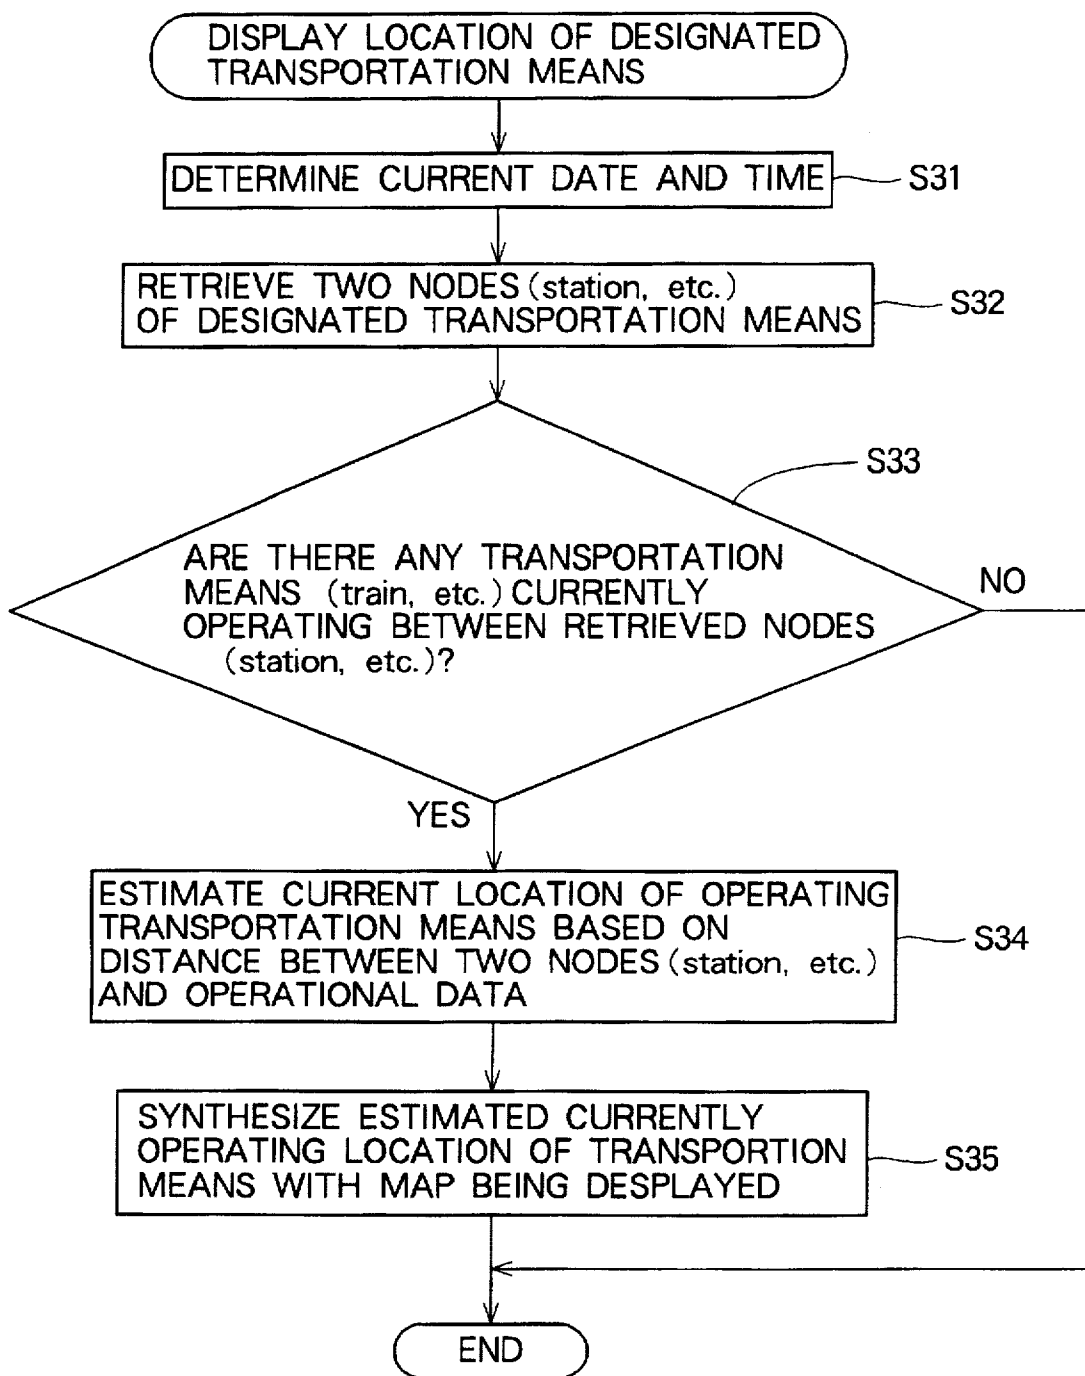 DISPLAY LOCATION OF DESIGNATED
TRANSPORTATION MEANS
DETERMINE CURRENT DATE AND TIME
S31
RETRIEVE TWO NODES (station, etc.)
OF DESIGNATED TRANSPORTATION MEANS
S32
S33
ARE THERE ANY TRANSPORTATION
MEANS (train, etc.) CURRENTLY
OPERATING BETWEEN RETRIEVED NODES
(station, etc.)?
NO
YES
ESTIMATE CURRENT LOCATION OF OPERATING
TRANSPORTATION MEANS BASED ON
DISTANCE BETWEEN TWO NODES (station, etc.)
AND OPERATIONAL DATA
S34
SYNTHESIZE ESTIMATED CURRENTLY
OPERATING LOCATION OF TRANSPORTION
MEANS WITH MAP BEING DESPLAYED
S35
END